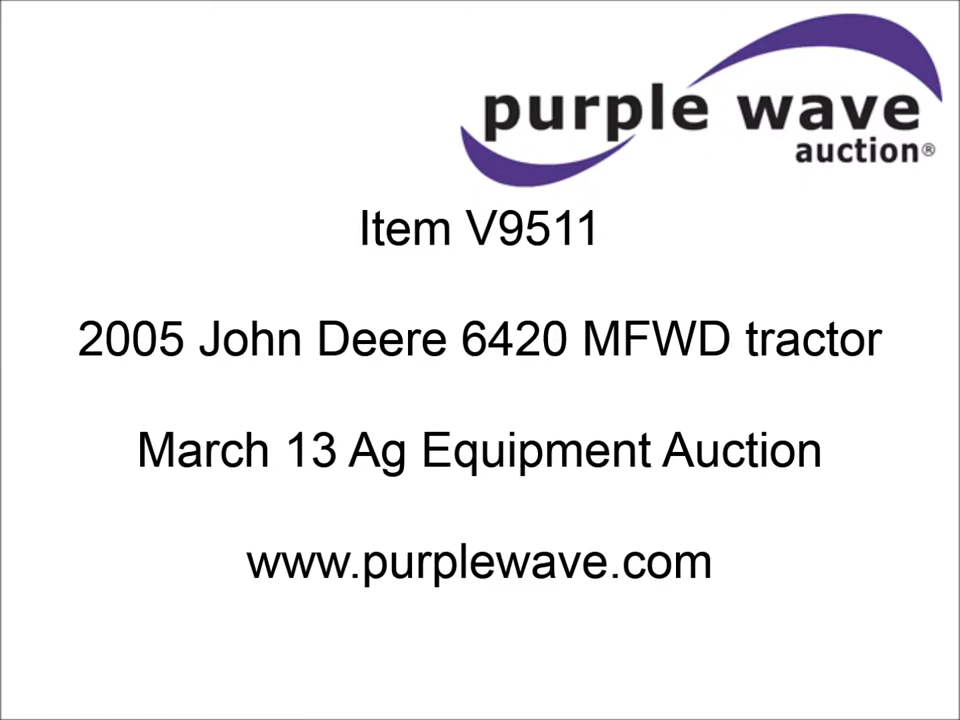 purple wave
auction®
Item V9511
2005 John Deere 6420 MFWD tractor
March 13 Ag Equipment Auction
www.purplewave.com